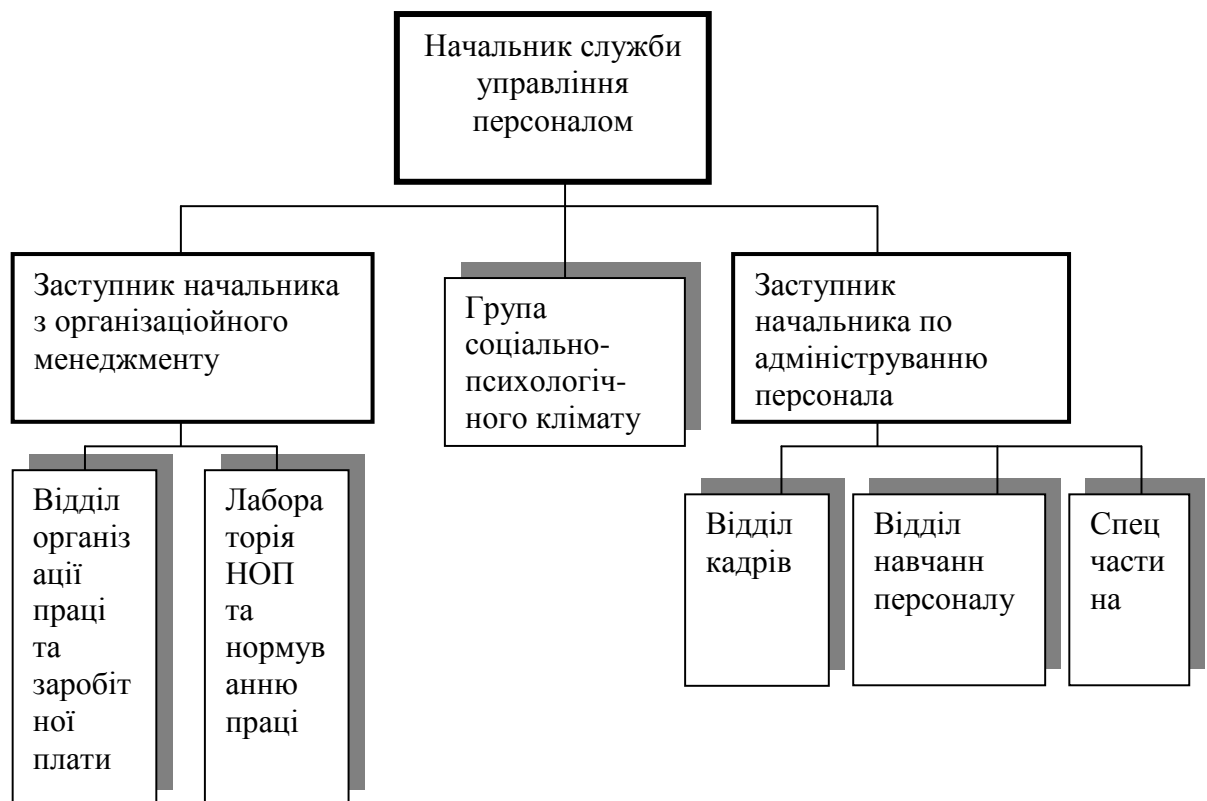 Начальник служби
управління
персоналом
Заступник начальника
з організаціойного
менеджменту
Група
соціально-
психологіч-
ного клімату
Заступник
начальника по
адмініструванню
персонала
Відділ
організ
ації
праці
та
заробіт
ної
плати
Лабора
торія
НОП
та
нормув
анню
праці
Відділ
кадрів
Відділ
навчанн
персоналу
Спец
части
на